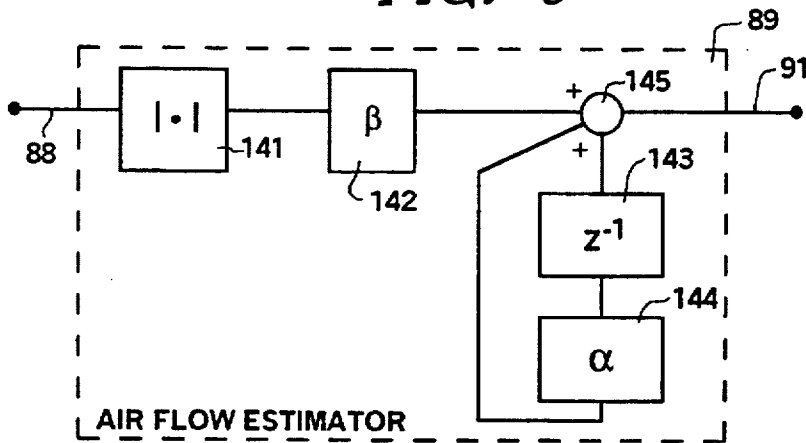 89
91
145
+
|•|
β
88
141
+
143
142
z⁻¹
144
α
AIR FLOW ESTIMATOR